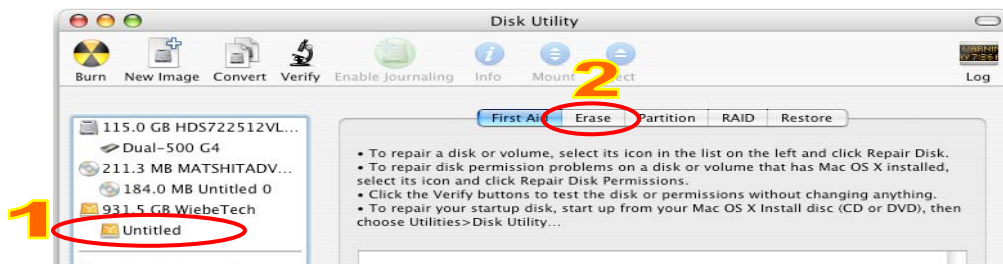 Disk Utility
Burn New Image Convert Verify Enable Journaling Info Mount Log
2
First Aid Erase Partition RAID Restore
115.0 GB HDS722512VL...
Dual-500 G4
211.3 MB MATSHITADV...
184.0 MB Untitled 0
931.5 GB WiebeTech
1
Untitled
• To repair a disk or volume, select its icon in the list on the left and click Repair Disk.
• To repair disk permission problems on a disk or volume that has Mac OS X installed,
select its icon and click Repair Disk Permissions.
• Click the Verify buttons to test the disk or permissions without changing anything.
• To repair your startup disk, start up from your Mac OS X Install disc (CD or DVD), then
choose Utilities>Disk Utility...